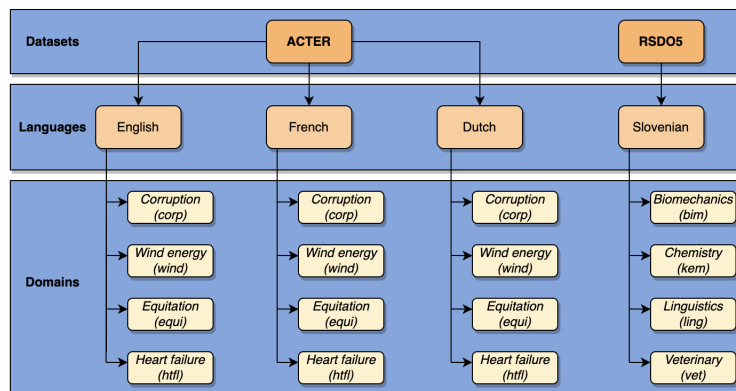 Datasets
ACTER
RSDO5
Languages
English
French
Dutch
Slovenian
Domains
Corruption
(corp)
Corruption
(corp)
Corruption
(corp)
Biomechanics
(bim)
Wind energy
(wind)
Wind energy
(wind)
Wind energy
(wind)
Chemistry
(kem)
Equitation
(equi)
Equitation
(equi)
Equitation
(equi)
Linguistics
(ling)
Heart failure
(htfl)
Heart failure
(htfl)
Heart failure
(htfl)
Veterinary
(vet)